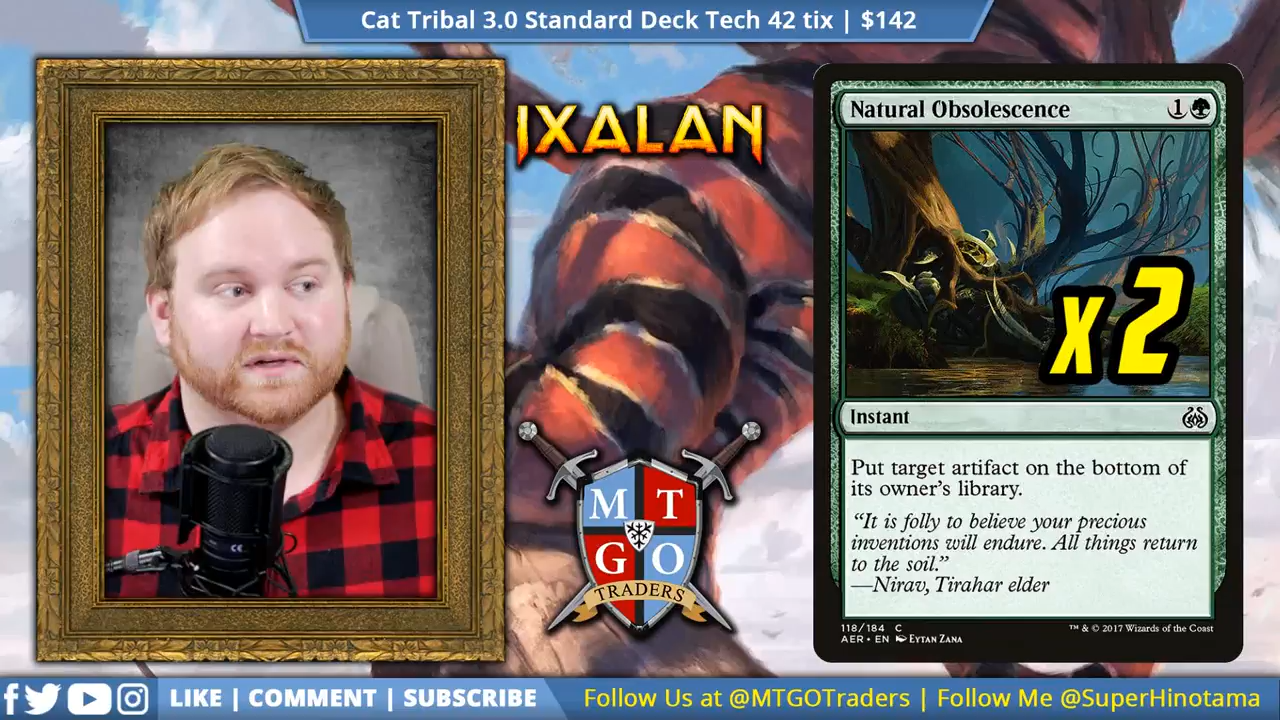 Cat Tribal 3.0 Standard Deck Tech 42 tix | $142
IXALAN
Natural Obsolescence
1
x2
Instant
Put target artifact on the bottom of
its owner's library.
“It is folly to believe your precious
inventions will endure. All things return
to the soil.”
—Nirav, Tirahar elder
118/184 C
AER • EN Eytan Zana
™ & © 2017 Wizards of the Coast
M T
G O
TRADERS
CE
LIKE | COMMENT | SUBSCRIBE
Follow Us at @MTGOTraders | Follow Me @SuperHinotama